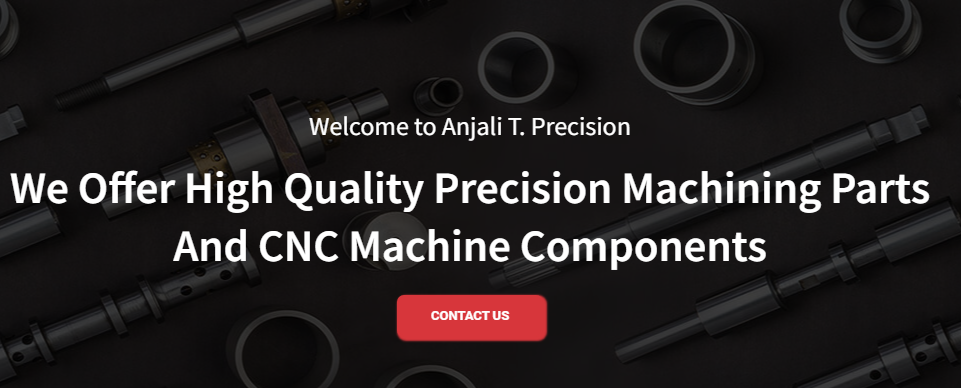 Welcome to Anjali T. Precision
We Offer High Quality Precision Machining Parts
And CNC Machine Components
CONTACT US